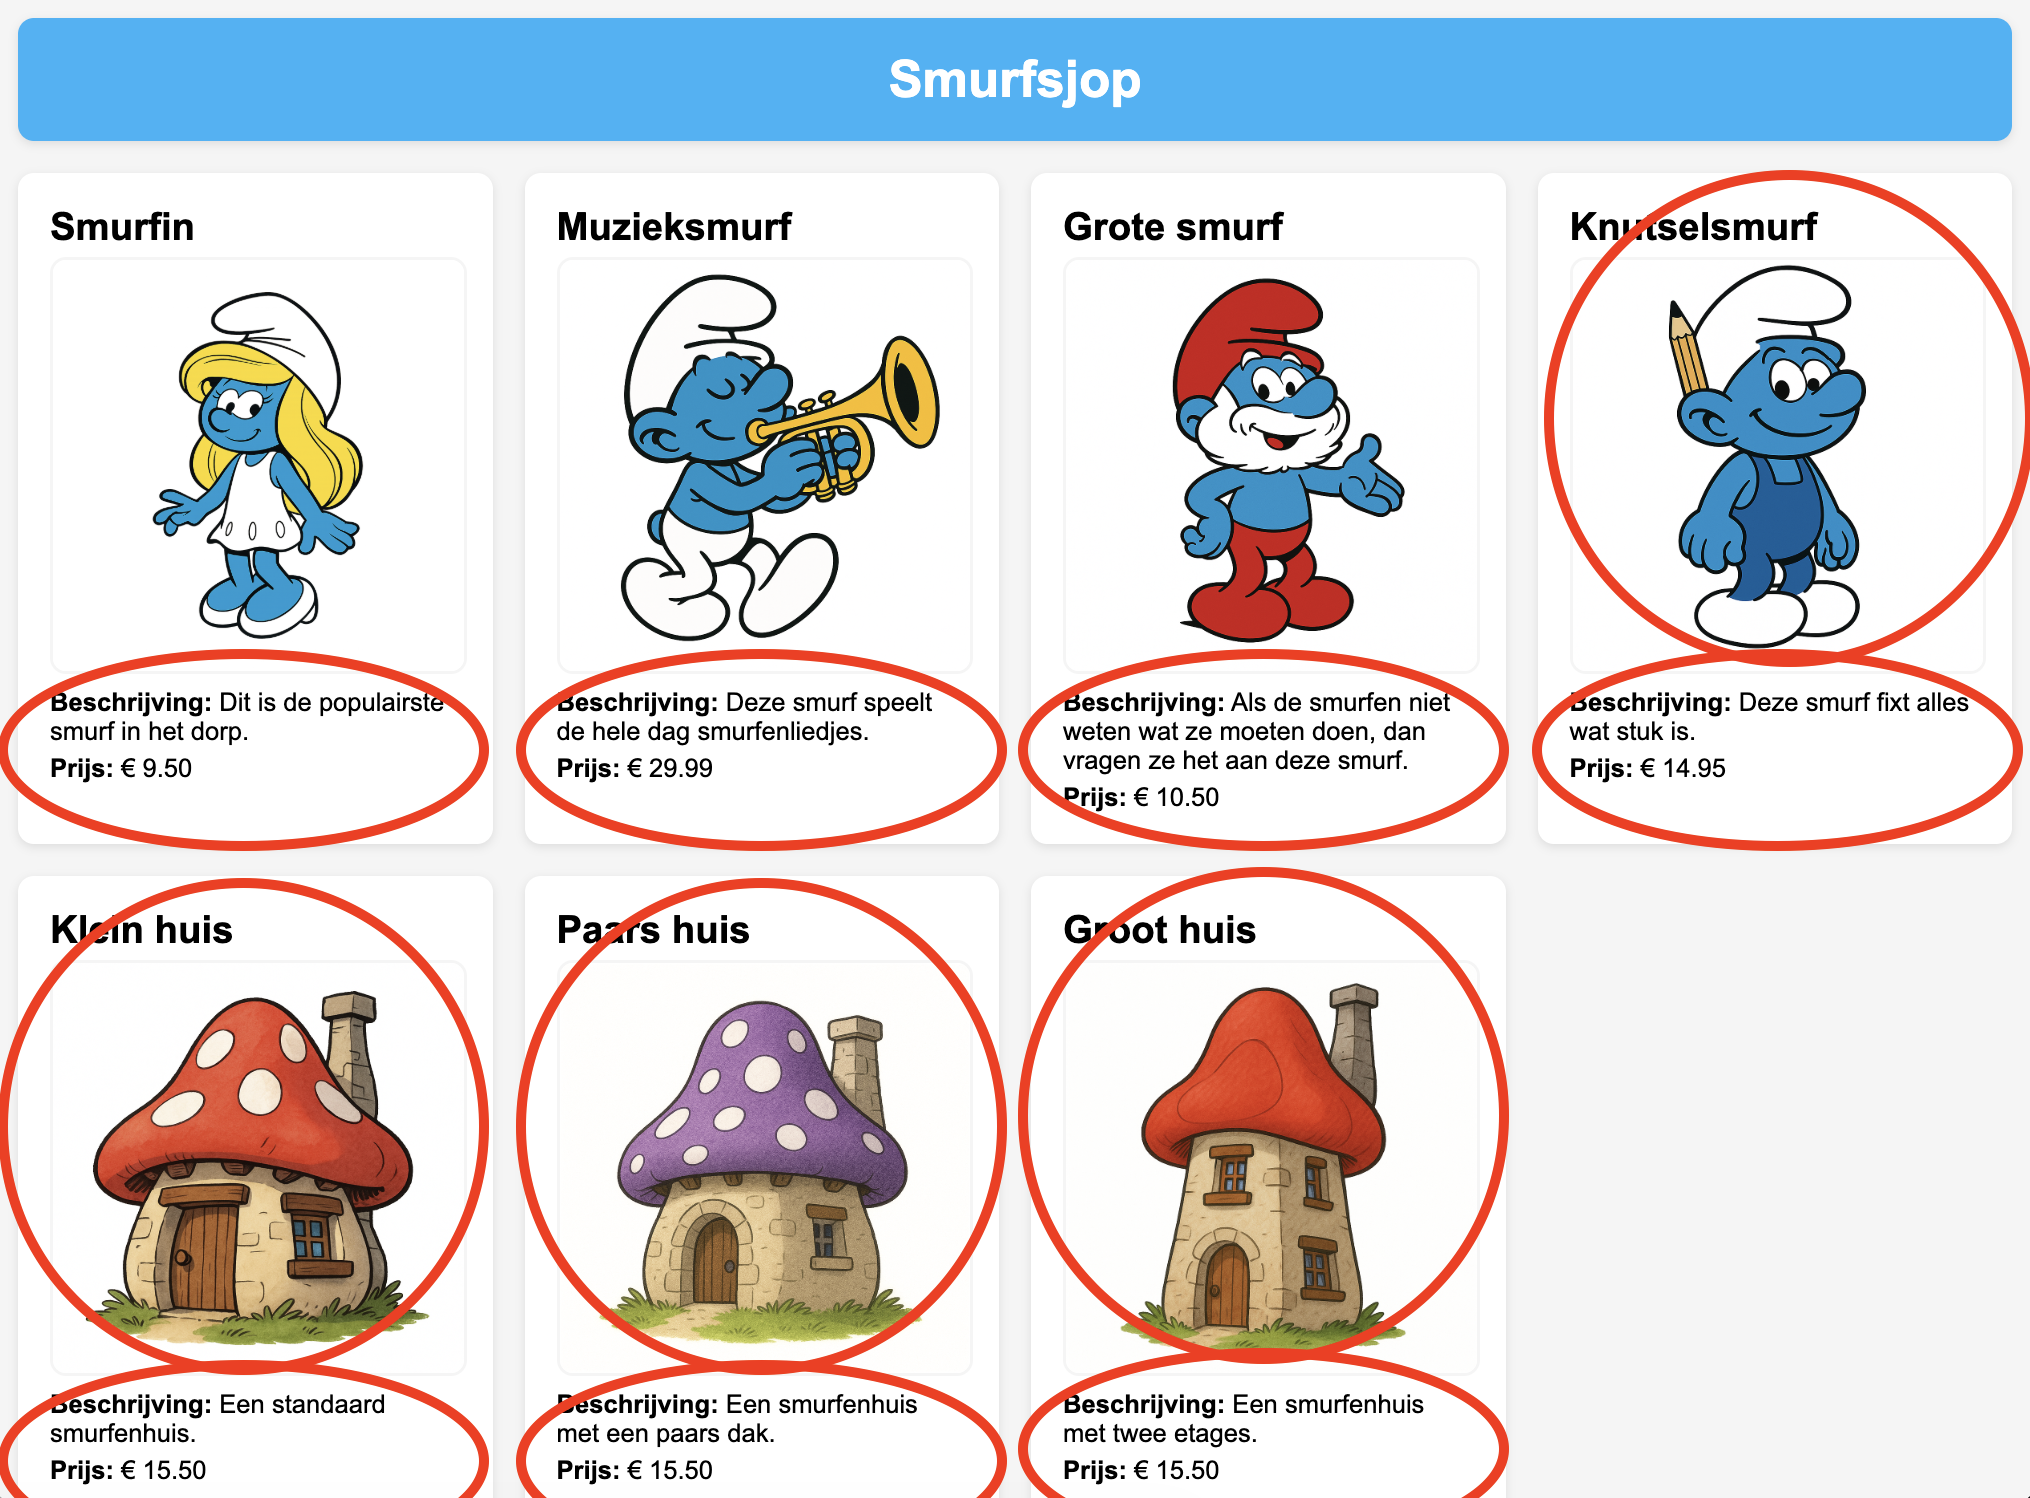 Smurfsjop
Smurfin
Beschrijving: Dit is de populairste
smurf in het dorp.
Prijs: € 9.50
Muzieksmurf
Beschrijving: Deze smurf speelt
de hele dag smurfenliedjes.
Prijs: € 29.99
Grote smurf
Beschrijving: Als de smurfen niet
weten wat ze moeten doen, dan
vragen ze het aan deze smurf.
Prijs: € 10.50
Knutselsmurf
Beschrijving: Deze smurf fixt alles
wat stuk is.
Prijs: € 14.95
Klein huis
Beschrijving: Een standaard
smurfenhuis.
Prijs: € 15.50
Paars huis
Beschrijving: Een smurfenhuis
met een paars dak.
Prijs: € 15.50
Groot huis
Beschrijving: Een smurfenhuis
met twee etages.
Prijs: € 15.50